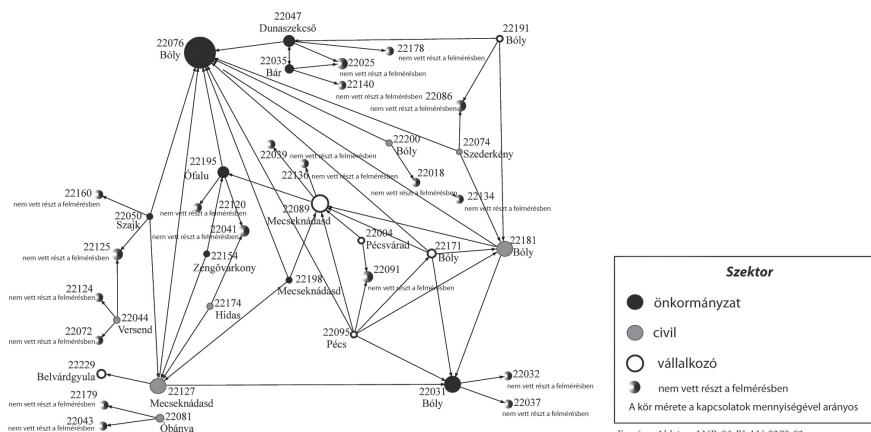 22047
Dunaszekcső
22191
Bóly
22076
Bóly
22178
nem vett részt a felmérésben
22035
Bár
22025
nem vett részt a felmérésben
22140
nem vett részt a felmérésben
22086
nem vett részt a felmérésben
22200
Bóly
22074
Szederkény
22039
nem vett részt a felmérésben
22136
nem vett részt a felmérésben
22018
nem vett részt a felmérésben
22134
nem vett részt a felmérésben
22195
Ófalu
22160
nem vett részt a felmérésben
22120
nem vett részt a felmérésben
22089
Mecseknádasd
22050
Szajk
22041
nem vett részt a felmérésben
22004
Pécsvárad
22171
Bóly
22181
Bóly
22125
nem vett részt a felmérésben
22154
Zengővárkony
22091
nem vett részt a felmérésben
22198
Mecseknádasd
22124
nem vett részt a felmérésben
22174
Hidas
22044
Versend
22072
nem vett részt a felmérésben
22095
Pécs
22229
Belvárdgyula
22127
Mecseknádasd
22031
Bóly
22032
nem vett részt a felmérésben
22037
nem vett részt a felmérésben
22179
nem vett részt a felmérésben
22043
nem vett részt a felmérésben
22081
Óbánya
Szektor
önkormányzat
civil
vállalkozó
nem vett részt a felmérésben
A kör mérete a kapcsolatok mennyiségével arányos